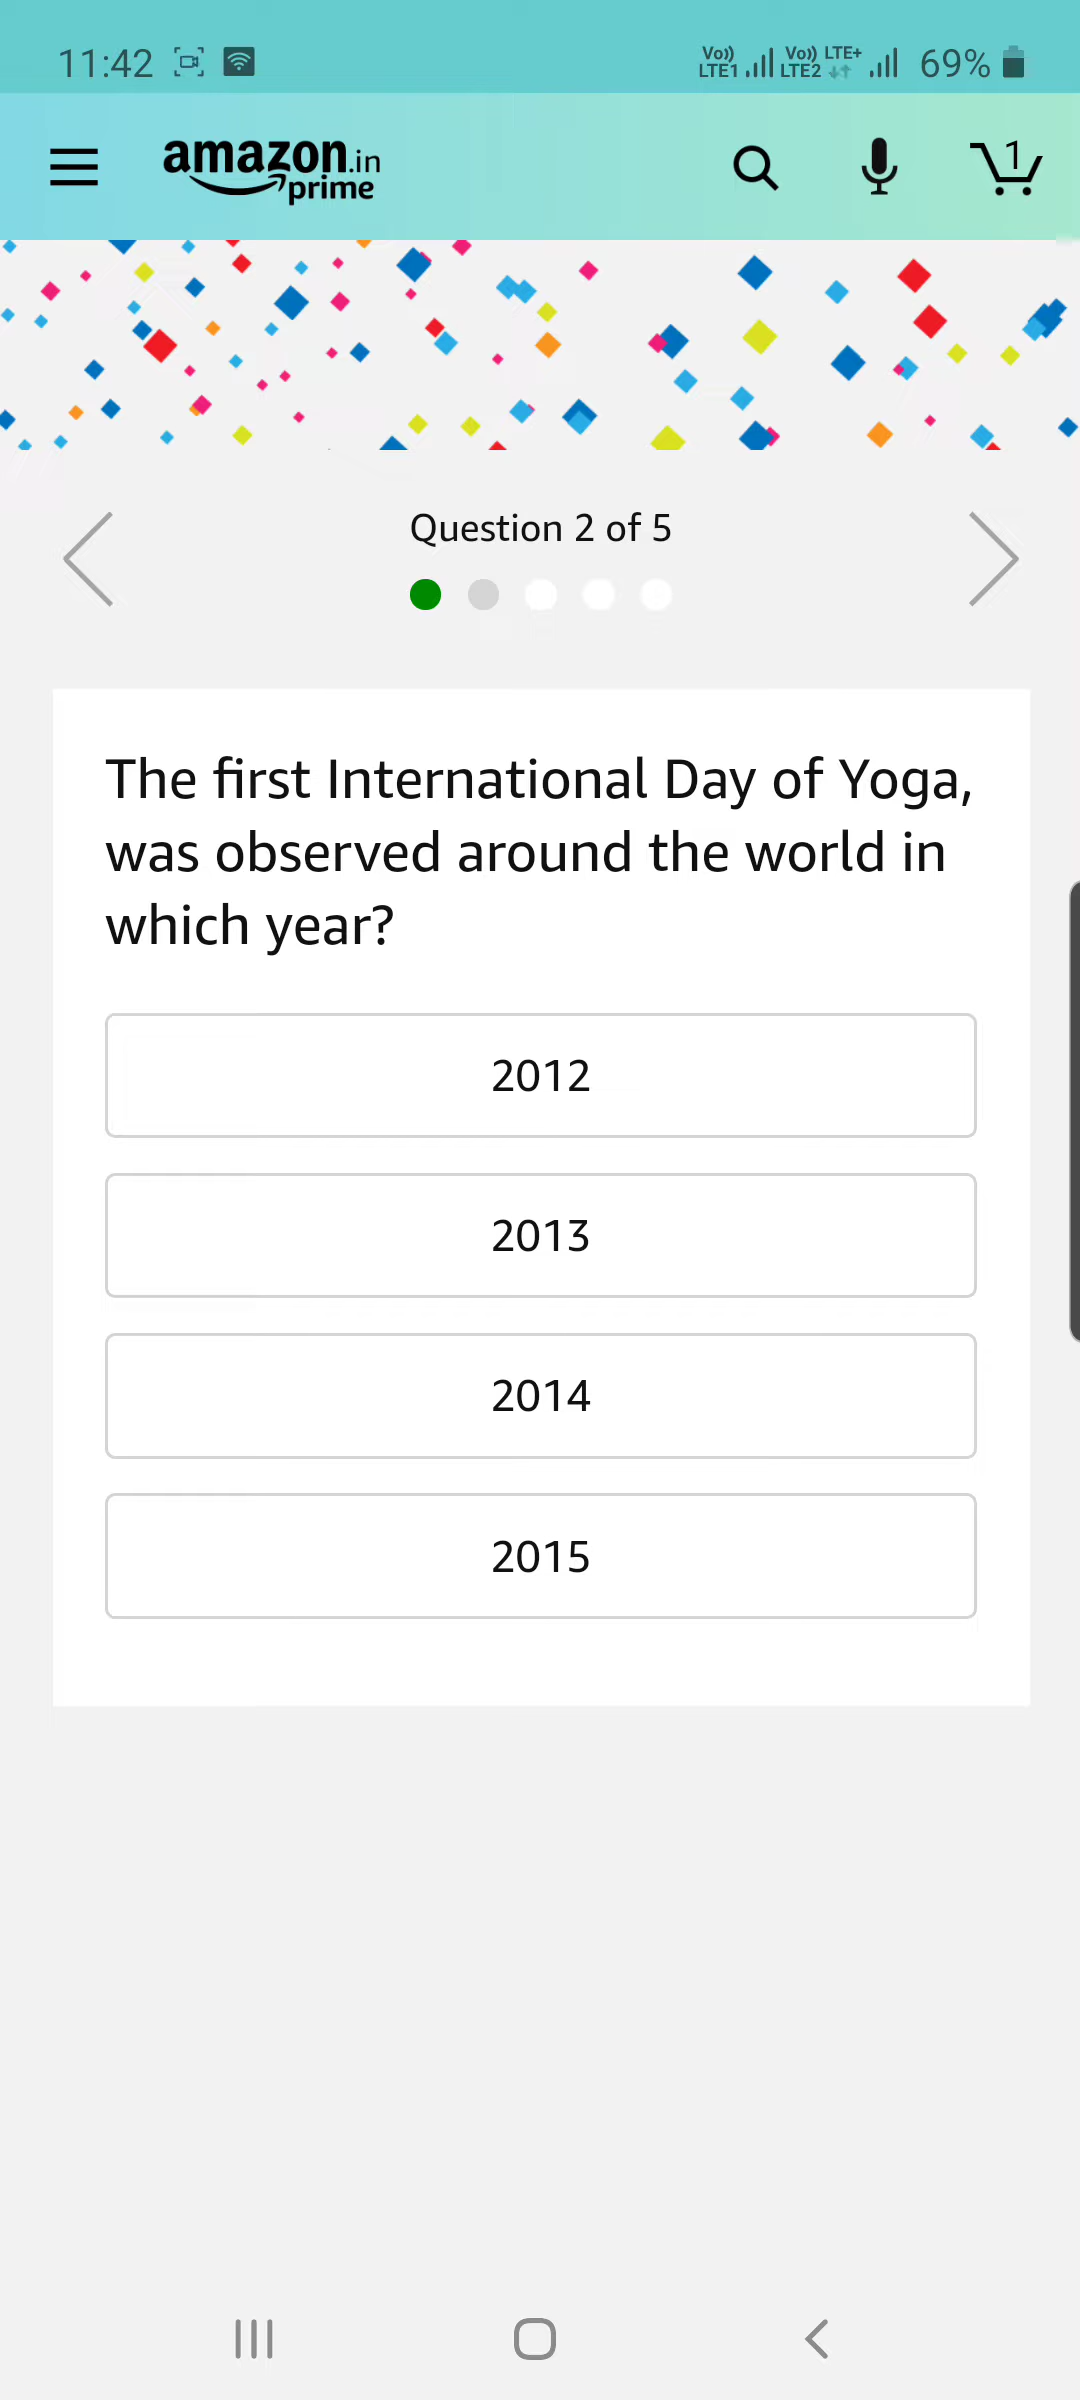 11:42 Vo)) LTE1 Vo)) LTE+ LTE2 69%
amazon.in
prime
1
Question 2 of 5
The first International Day of Yoga,
was observed around the world in
which year?
2012
2013
2014
2015